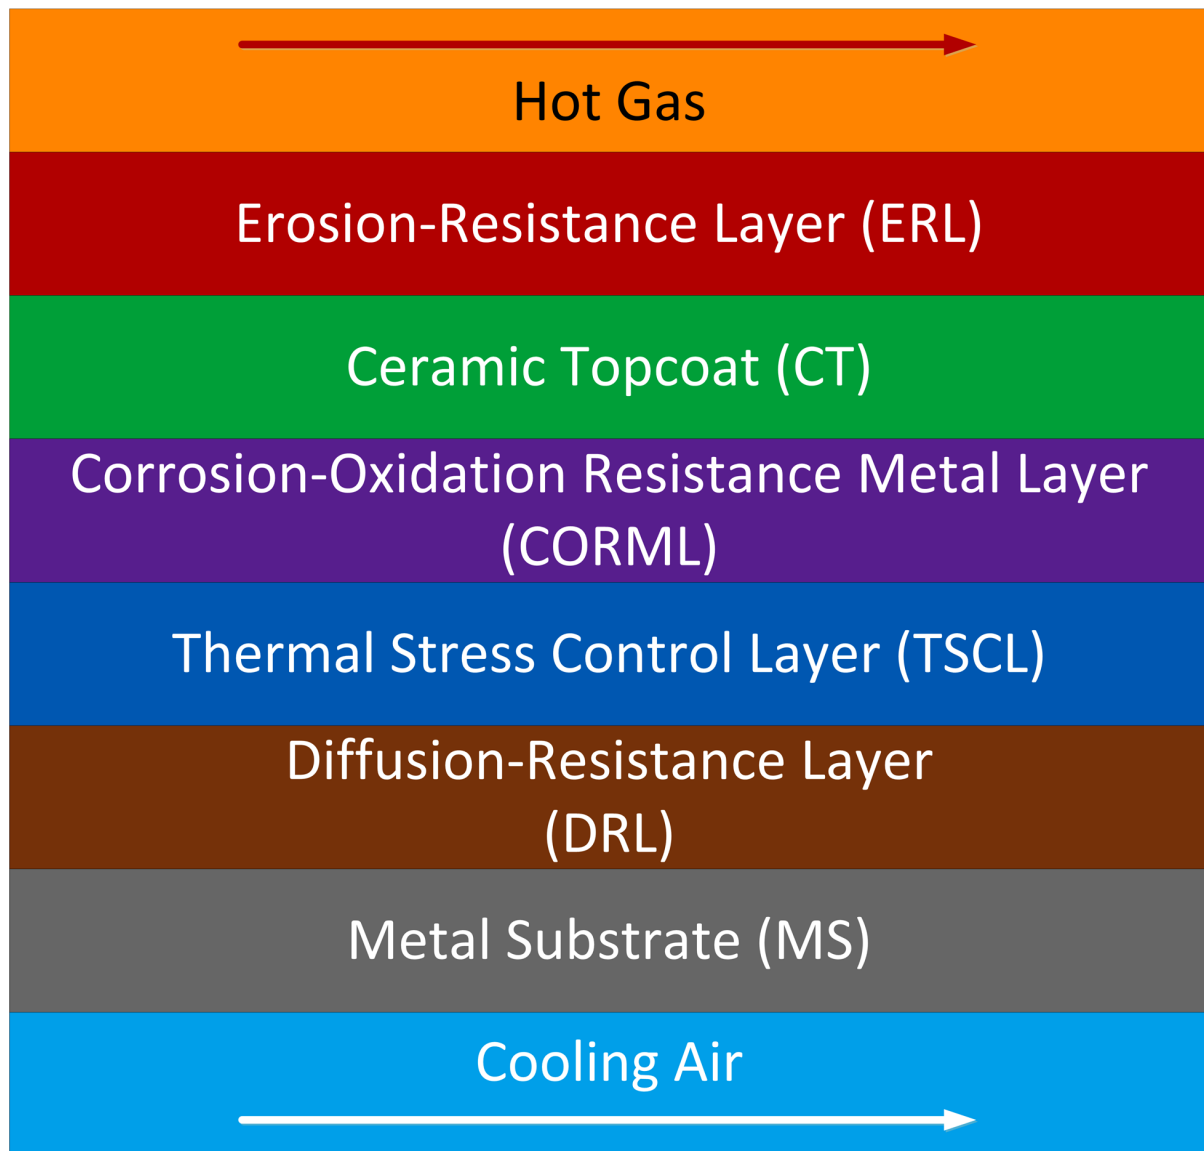 Hot Gas
Erosion-Resistance Layer (ERL)
Ceramic Topcoat (CT)
Corrosion-Oxidation Resistance Metal Layer
(CORML)
Thermal Stress Control Layer (TSCL)
Diffusion-Resistance Layer
(DRL)
Metal Substrate (MS)
Cooling Air